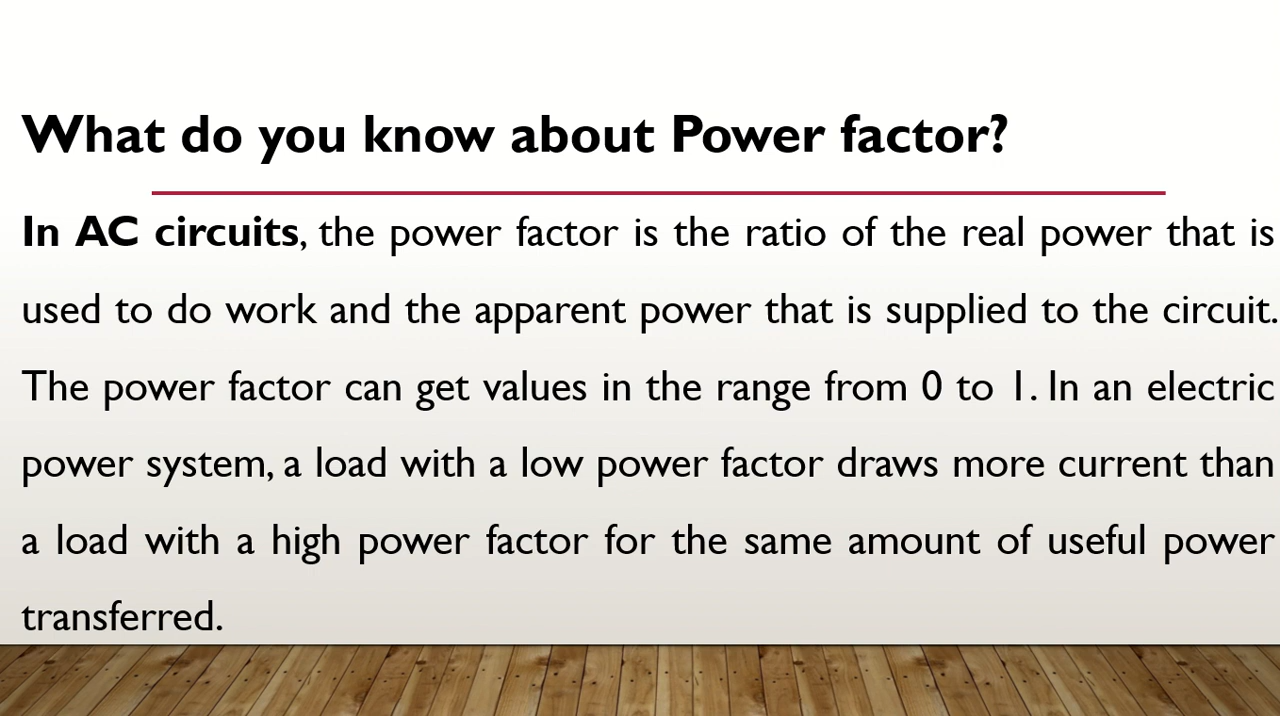 What do you know about Power factor?
In AC circuits, the power factor is the ratio of the real power that is
used to do work and the apparent power that is supplied to the circuit.
The power factor can get values in the range from 0 to 1. In an electric
power system, a load with a low power factor draws more current than
a load with a high power factor for the same amount of useful power
transferred.